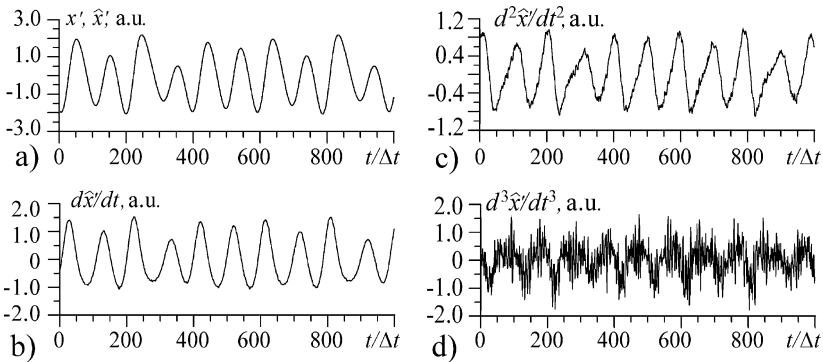 3.0 x′, x̂′, a.u.
1.0
-1.0
-3.0
0 200 400 600 800 t/Δt
a)
1.2 d²x̂′/dt², a.u.
0.4
-0.4
-1.2
0 200 400 600 800 t/Δt
c)
dx̂′/dt, a.u.
2.0
1.0
0
-1.0
-2.0
0 200 400 600 800 t/Δt
b)
d³x̂′/dt³, a.u.
2.0
1.0
0
-1.0
-2.0
0 200 400 600 800 t/Δt
d)